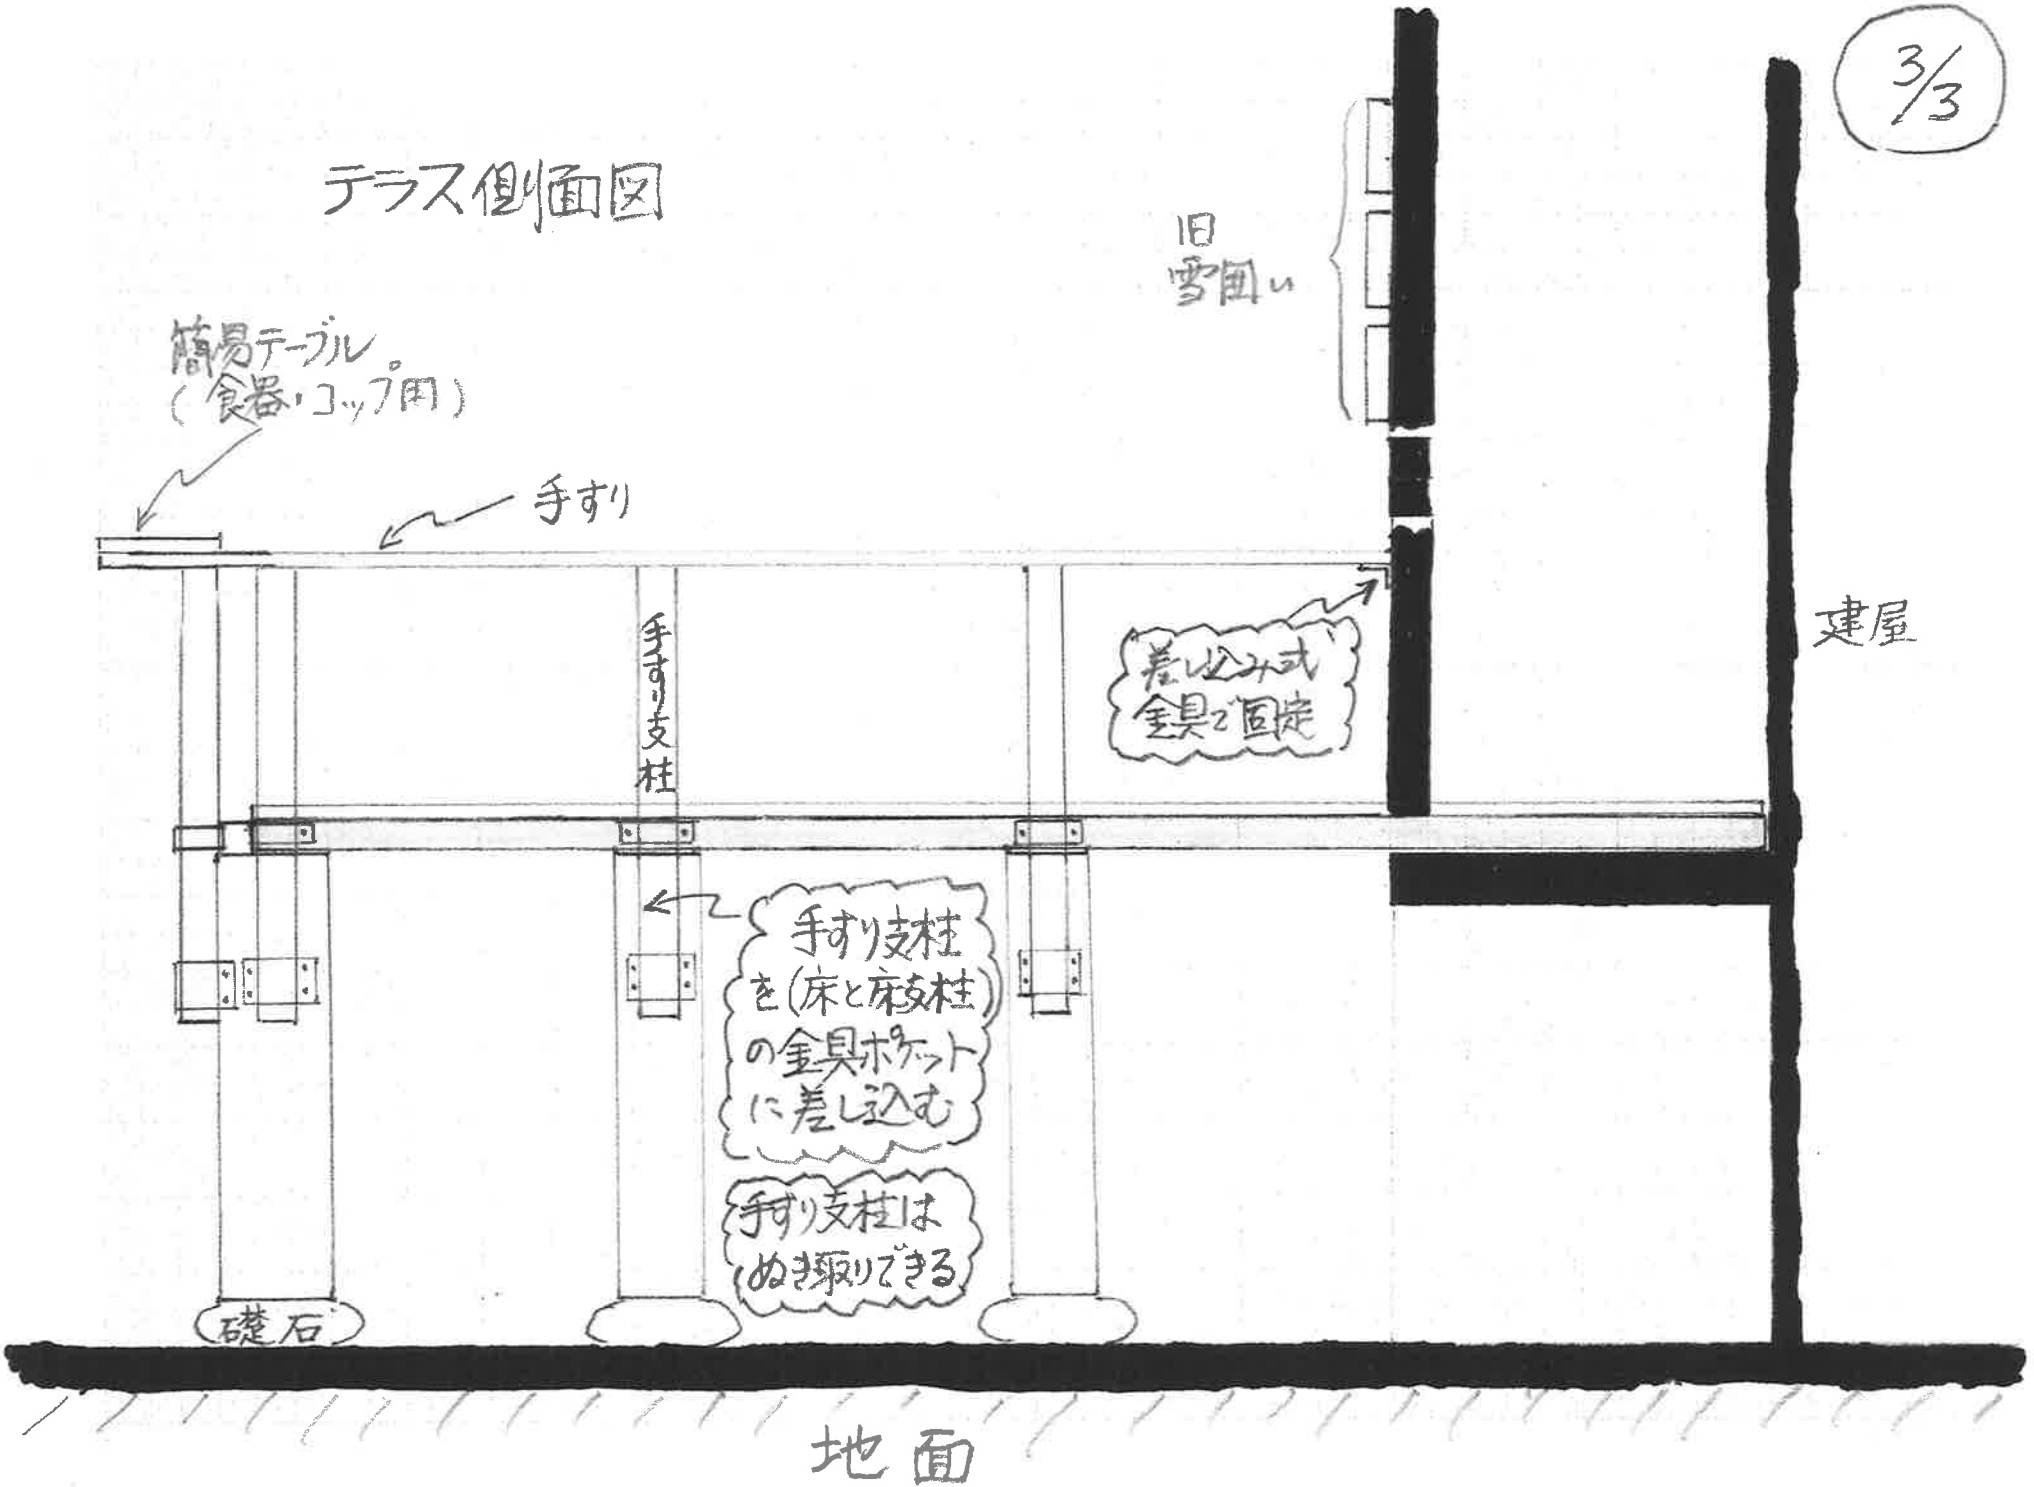 3/3
テラス側面図
旧
雪囲い
簡易テーブル
(食器・コップ用)
手すり
建屋
手すり支柱
差し込み式
金具で固定
手すり支柱
を(床と床支柱)
の金具ポケット
に差し込む
手すり支柱は
ぬき取りできる
礎石
地面